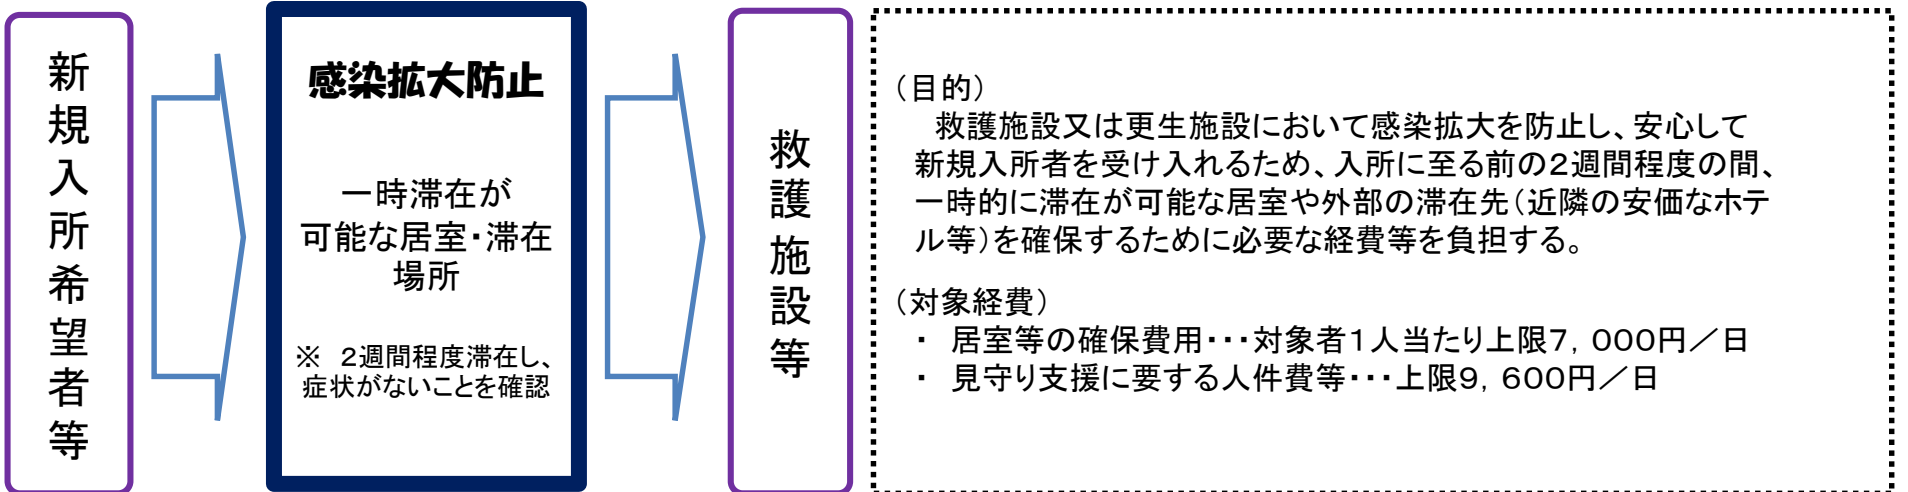 新規入所希望者等
感染拡大防止
一時滞在が
可能な居室・滞在
場所
※　2週間程度滞在し、
症状がないことを確認
救護施設等
（目的）
救護施設又は更生施設において感染拡大を防止し、安心して
新規入所者を受け入れるため、入所に至る前の２週間程度の間、
一時的に滞在が可能な居室や外部の滞在先（近隣の安価なホテ
ル等）を確保するために必要な経費等を負担する。
（対象経費）
・　居室等の確保費用・・・対象者１人当たり上限７，０００円／日
・　見守り支援に要する人件費等・・・上限９，６００円／日